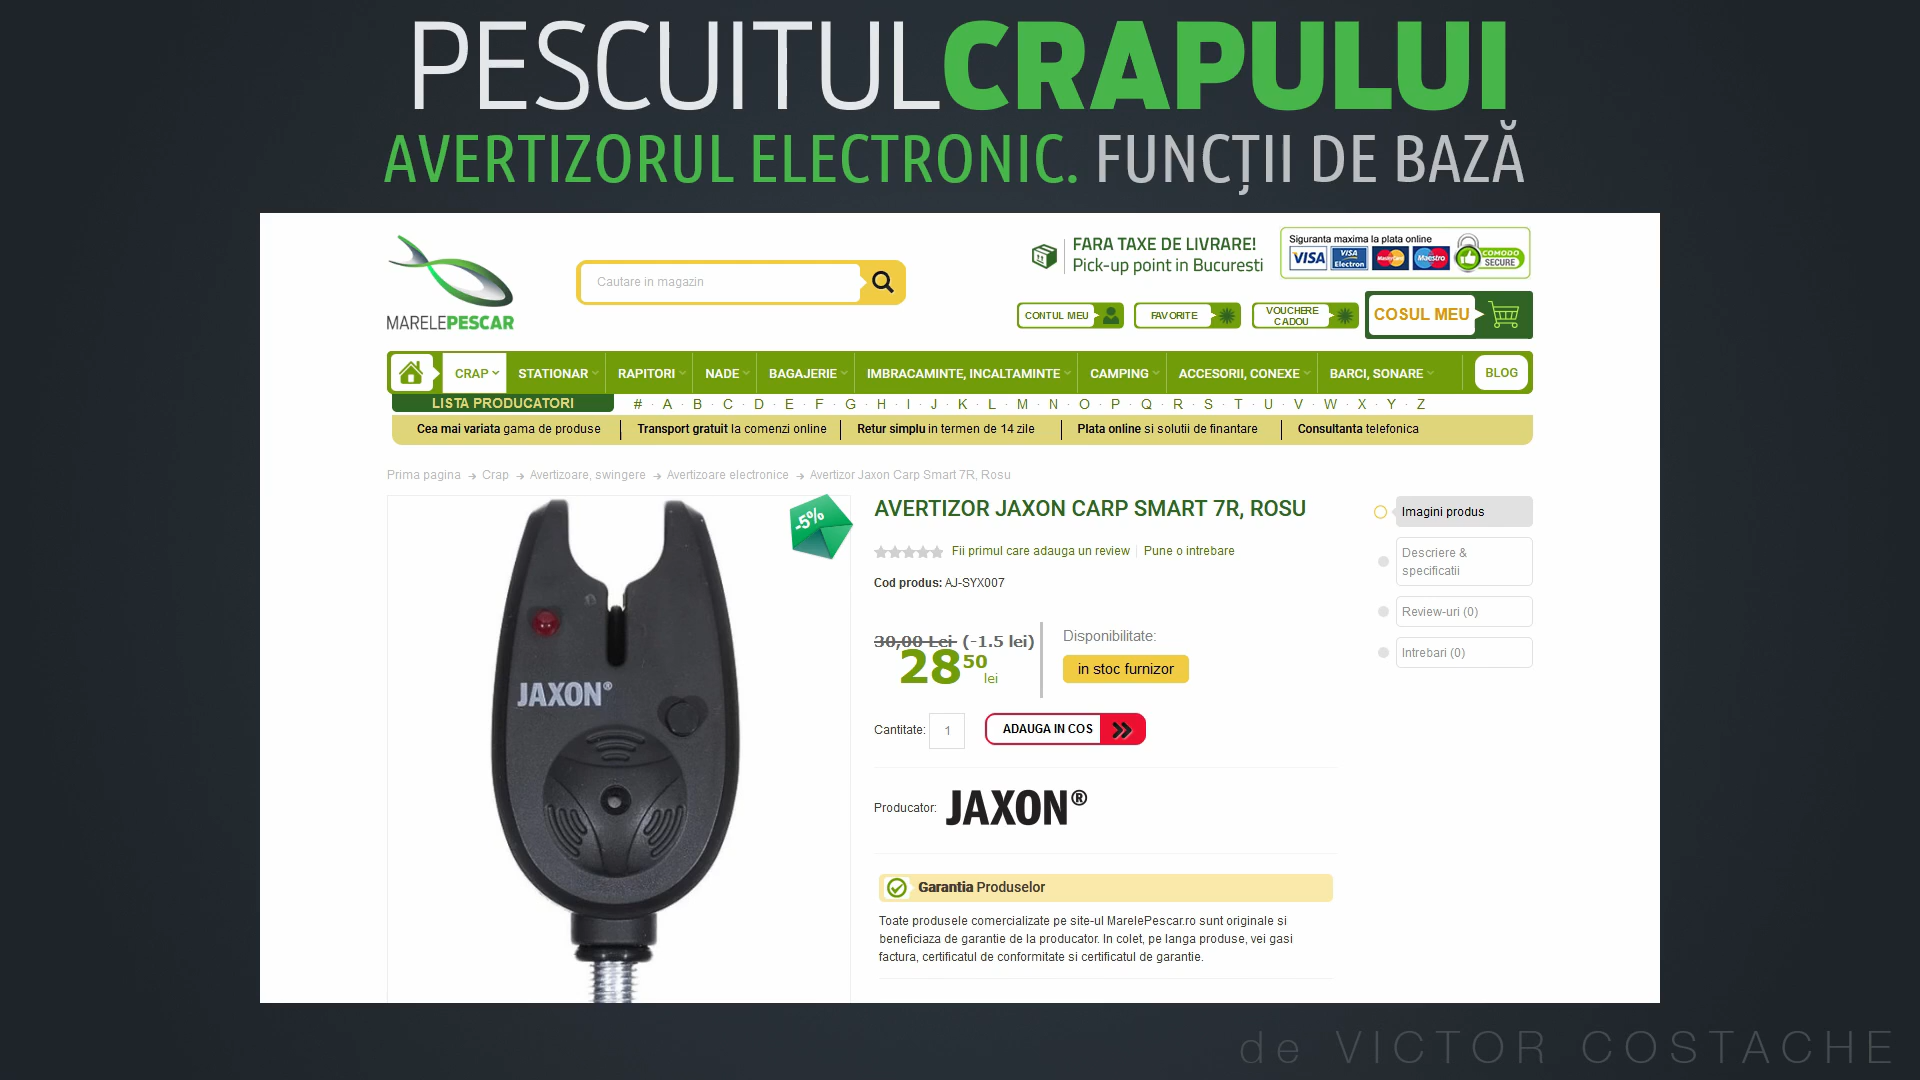 PESCUITULCRAPULUI
AVERTIZORUL ELECTRONIC. FUNCȚII DE BAZĂ
MARELEPESCAR
Cautare in magazin
FARA TAXE DE LIVRARE!
Pick-up point in Bucuresti
Siguranta maxima la plata online
VISA VISA Electron MasterCard Maestro COMODO SECURE
CONTUL MEU
FAVORITE
VOUCHERE CADOU
COSUL MEU
CRAP STATIONAR RAPITORI NADE BAGAJERIE IMBRACAMINTE, INCALTAMINTE CAMPING ACCESORII, CONEXE BARCI, SONARE BLOG
LISTA PRODUCATORI # · A · B · C · D · E · F · G · H · I · J · K · L · M · N · O · P · Q · R · S · T · U · V · W · X · Y · Z
Cea mai variata gama de produse | Transport gratuit la comenzi online | Retur simplu in termen de 14 zile | Plata online si solutii de finantare | Consultanta telefonica
Prima pagina → Crap → Avertizoare, swingere → Avertizoare electronice → Avertizor Jaxon Carp Smart 7R, Rosu
-5%
JAXON®
AVERTIZOR JAXON CARP SMART 7R, ROSU
Fii primul care adauga un review | Pune o intrebare
Cod produs: AJ-SYX007
30,00 Lei (-1.5 lei)
28 50 lei
Disponibilitate:
in stoc furnizor
Cantitate: 1 ADAUGA IN COS
Producator: JAXON®
Garantia Produselor
Toate produsele comercializate pe site-ul MarelePescar.ro sunt originale si
beneficiaza de garantie de la producator. In colet, pe langa produse, vei gasi
factura, certificatul de conformitate si certificatul de garantie.
Imagini produs
Descriere &
specificatii
Review-uri (0)
Intrebari (0)
de VICTOR COSTACHE